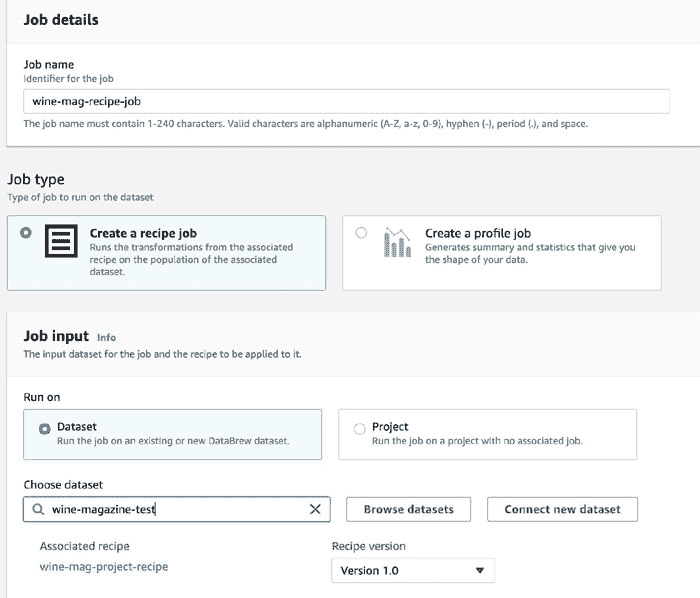 Job details
Job name
Identifier for the job
wine-mag-recipe-job
The job name must contain 1-240 characters. Valid characters are alphanumeric (A-Z, a-z, 0-9), hyphen (-), period (.), and space.
Job type
Type of job to run on the dataset
Create a recipe job
Runs the transformations from the associated
recipe on the population of the associated
dataset.
Create a profile job
Generates summary and statistics that give you
the shape of your data.
Job input Info
The input dataset for the job and the recipe to be applied to it.
Run on
Dataset
Run the job on an existing or new DataBrew dataset.
Project
Run the job on a project with no associated job.
Choose dataset
wine-magazine-test
Browse datasets
Connect new dataset
Associated recipe
wine-mag-project-recipe
Recipe version
Version 1.0